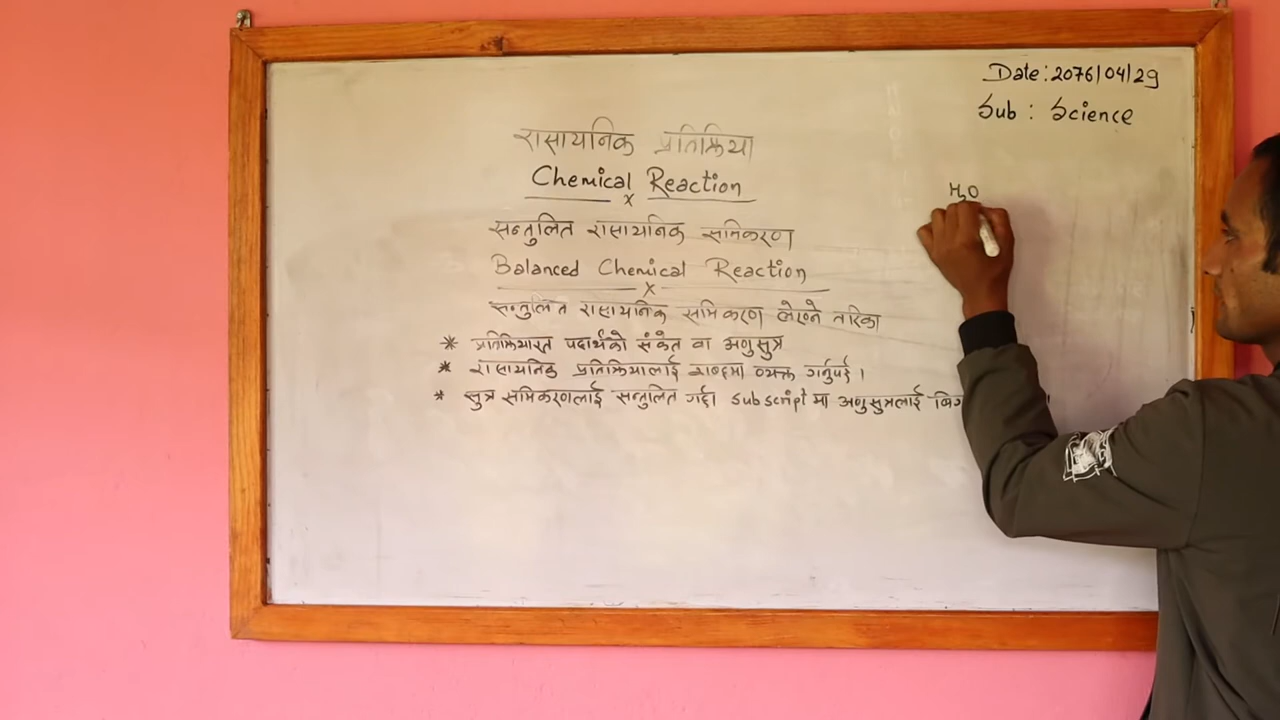 Date: 2076/04/29
Sub : Science
रासायनिक प्रतिक्रिया
Chemical Reaction
x
H₂O
सन्तुलित रासायनिक समिकरण
Balanced Chemical Reaction
x
सन्तुलित रासायनिक समिकरण लेख्ने तरिका
* प्रतिक्रियारत पदार्थको संकेत वा अणुसुत्र
* रासायनिक प्रतिक्रियालाई शब्दमा व्यक्त गर्नुपर्छ ।
* सुत्र समिकरणलाई सन्तुलित गर्दा subscript मा अणुसुत्रलाई